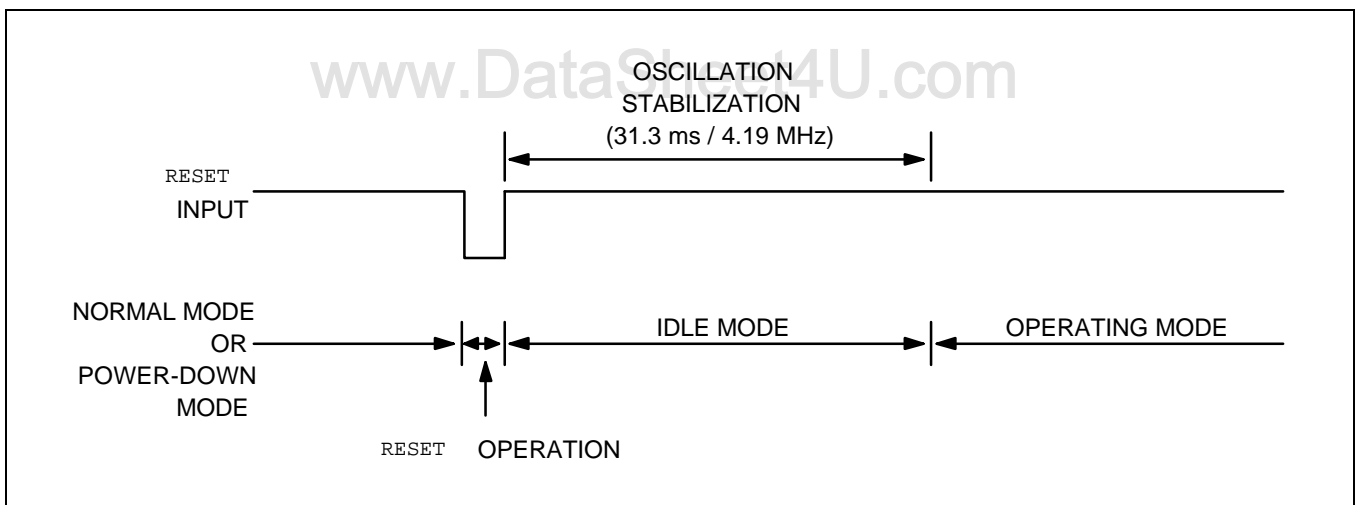 www.DataSheet4U.com
OSCILLATION
STABILIZATION
(31.3 ms / 4.19 MHz)
RESET
INPUT
NORMAL MODE
OR
POWER-DOWN
MODE
IDLE MODE
OPERATING MODE
RESET OPERATION